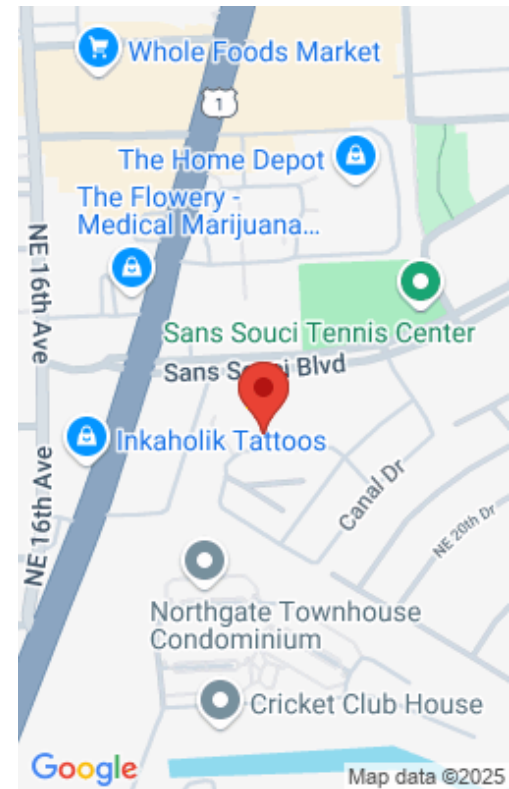 Whole Foods Market
1
The Home Depot
The Flowery -
Medical Marijuana...
NE 16th Ave
Sans Souci Tennis Center
Sans Souci Blvd
Inkaholik Tattoos
NE 16th Ave
Canal Dr
NE 20th Dr
Northgate Townhouse
Condominium
Cricket Club House
Google
Map data ©2025